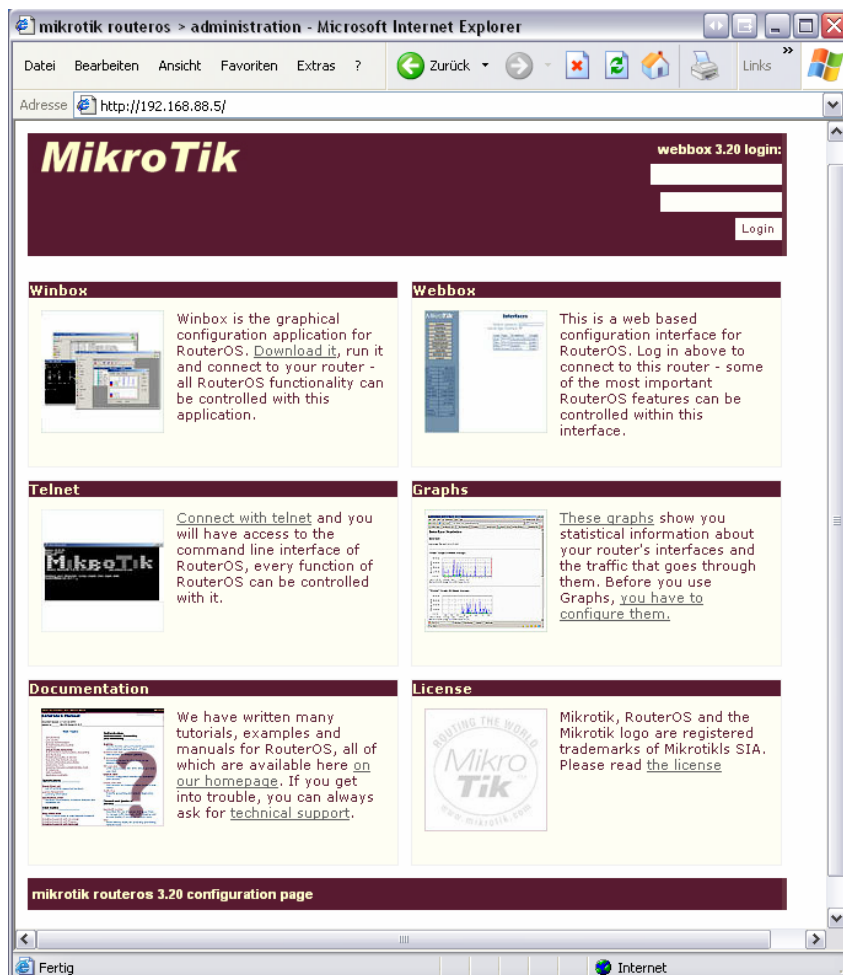 mikrotik routeros > administration - Microsoft Internet Explorer
Datei Bearbeiten Ansicht Favoriten Extras ? Zurück Links »
Adresse http://192.168.88.5/
MikroTik
webbox 3.20 login:
Login
Winbox
Winbox is the graphical
configuration application for
RouterOS. Download it, run it
and connect to your router -
all RouterOS functionality can
be controlled with this
application.
Webbox
Interfaces
This is a web based
configuration interface for
RouterOS. Log in above to
connect to this router - some
of the most important
RouterOS features can be
controlled within this
interface.
Telnet
MikroTik
Connect with telnet and you
will have access to the
command line interface of
RouterOS, every function of
RouterOS can be controlled
with it.
Graphs
These graphs show you
statistical information about
your router's interfaces and
the traffic that goes through
them. Before you use
Graphs, you have to
configure them.
Documentation
?
We have written many
tutorials, examples and
manuals for RouterOS, all of
which are available here on
our homepage. If you get
into trouble, you can always
ask for technical support.
License
ROUTING THE WORLD
Mikro
Tik
www.mikrotik.com
Mikrotik, RouterOS and the
Mikrotik logo are registered
trademarks of Mikrotikls SIA.
Please read the license
mikrotik routeros 3.20 configuration page
Fertig Internet